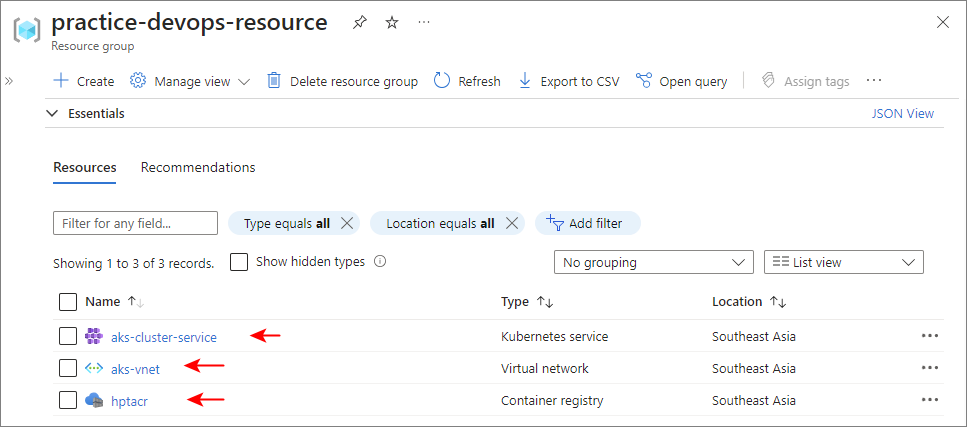 practice-devops-resource
Resource group
Create Manage view Delete resource group Refresh Export to CSV Open query Assign tags
Essentials JSON View
Resources Recommendations
Filter for any field... Type equals all Location equals all Add filter
Showing 1 to 3 of 3 records. Show hidden types No grouping List view
Name Type Location
aks-cluster-service Kubernetes service Southeast Asia
aks-vnet Virtual network Southeast Asia
hptacr Container registry Southeast Asia